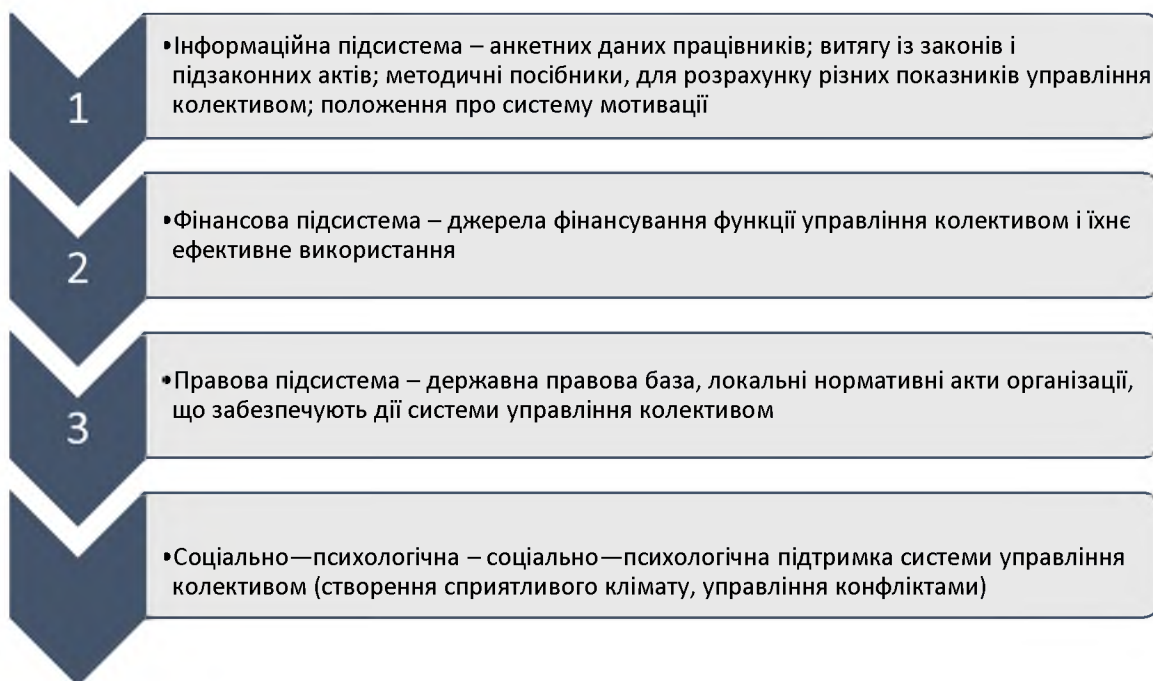 1
•Інформаційна підсистема – анкетних даних працівників; витягу із законів і
підзаконних актів; методичні посібники, для розрахунку різних показників управління
колективом; положення про систему мотивації
2
•Фінансова підсистема – джерела фінансування функції управління колективом і їхнє
ефективне використання
3
•Правова підсистема – державна правова база, локальні нормативні акти організації,
що забезпечують дії системи управління колективом
•Соціально—психологічна – соціально—психологічна підтримка системи управління
колективом (створення сприятливого клімату, управління конфліктами)